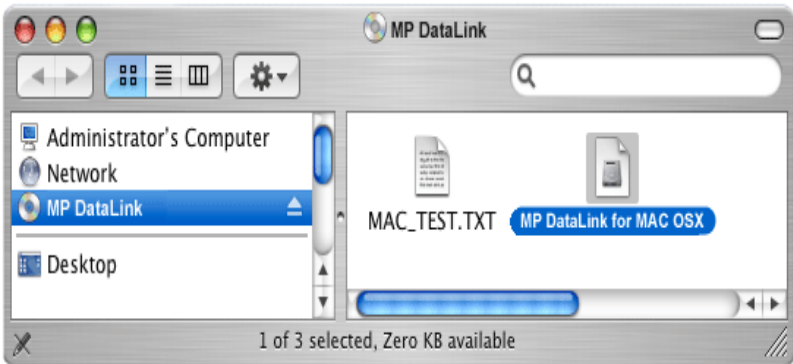 MP DataLink
Administrator's Computer
Network
MP DataLink
Desktop
MAC_TEST.TXT
MP DataLink for MAC OSX
1 of 3 selected, Zero KB available